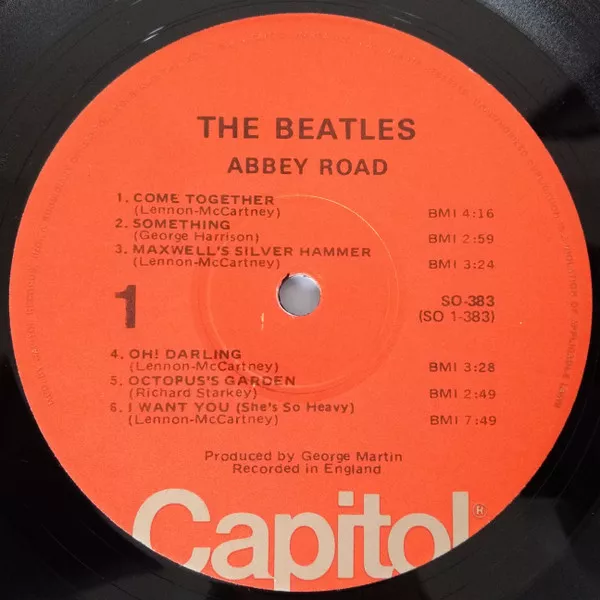 THE BEATLES
ABBEY ROAD
1. COME TOGETHER
(Lennon-McCartney) BMI 4:16
2. SOMETHING
(George Harrison) BMI 2:59
3. MAXWELL'S SILVER HAMMER
(Lennon-McCartney) BMI 3:24
1
SO-383
(SO 1-383)
4. OH! DARLING
(Lennon-McCartney) BMI 3:28
5. OCTOPUS'S GARDEN
(Richard Starkey) BMI 2:49
6. I WANT YOU (She's So Heavy)
(Lennon-McCartney) BMI 7:49
Produced by George Martin
Recorded in England
Capitol®